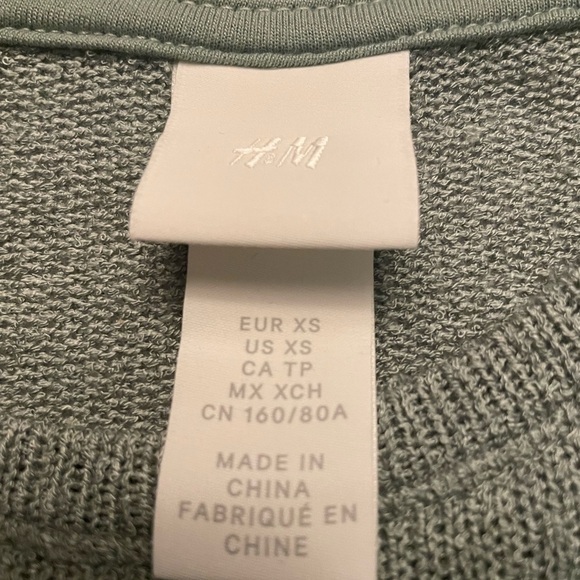 H&M
EUR XS
US XS
CA TP
MX XCH
CN 160/80A
MADE IN
CHINA
FABRIQUÉ EN
CHINE